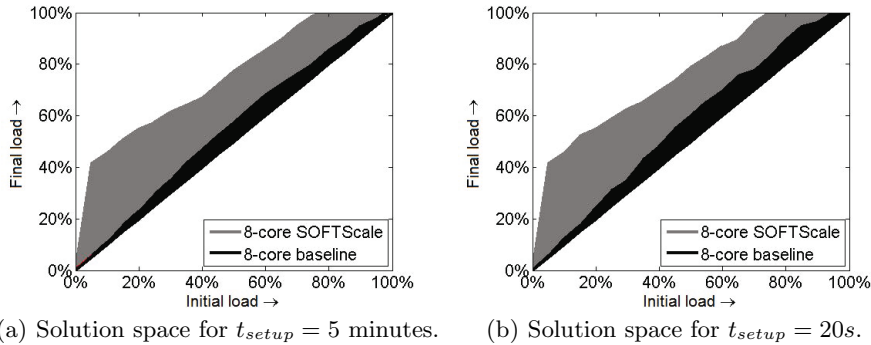 100%
80%
60%
40%
20%
0%
Final load →
8-core SOFTScale
8-core baseline
0% 20% 40% 60% 80% 100%
Initial load →
(a) Solution space for t_setup = 5 minutes.
100%
80%
60%
40%
20%
0%
Final load →
8-core SOFTScale
8-core baseline
0% 20% 40% 60% 80% 100%
Initial load →
(b) Solution space for t_setup = 20s.